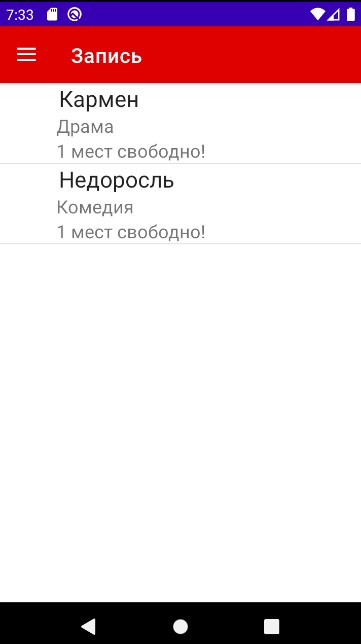 7:33
Запись
Кармен
Драма
1 мест свободно!
Недоросль
Комедия
1 мест свободно!